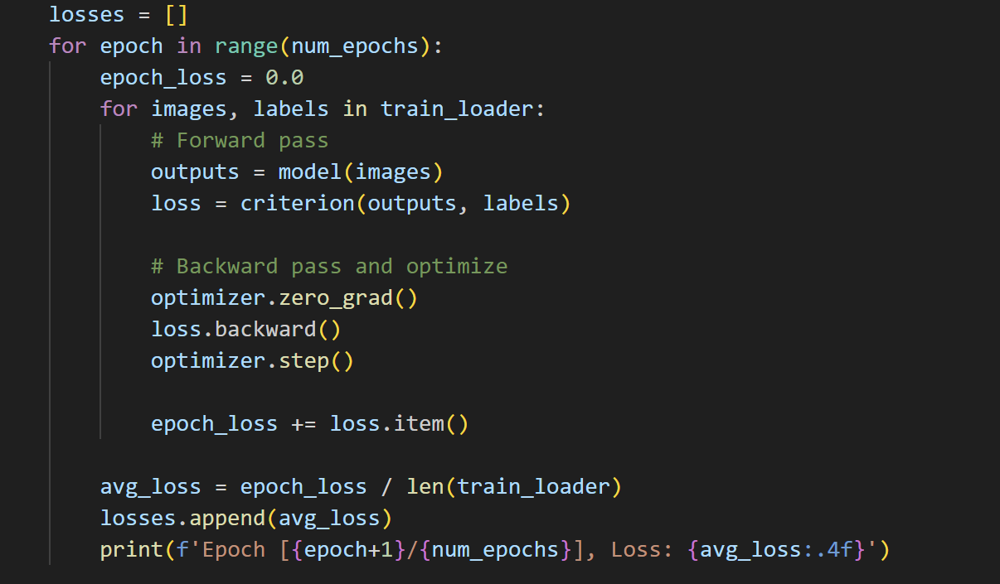 losses = []
for epoch in range(num_epochs):
    epoch_loss = 0.0
    for images, labels in train_loader:
        # Forward pass
        outputs = model(images)
        loss = criterion(outputs, labels)
        # Backward pass and optimize
        optimizer.zero_grad()
        loss.backward()
        optimizer.step()
        epoch_loss += loss.item()
    avg_loss = epoch_loss / len(train_loader)
    losses.append(avg_loss)
    print(f'Epoch [{epoch+1}/{num_epochs}], Loss: {avg_loss:.4f}')